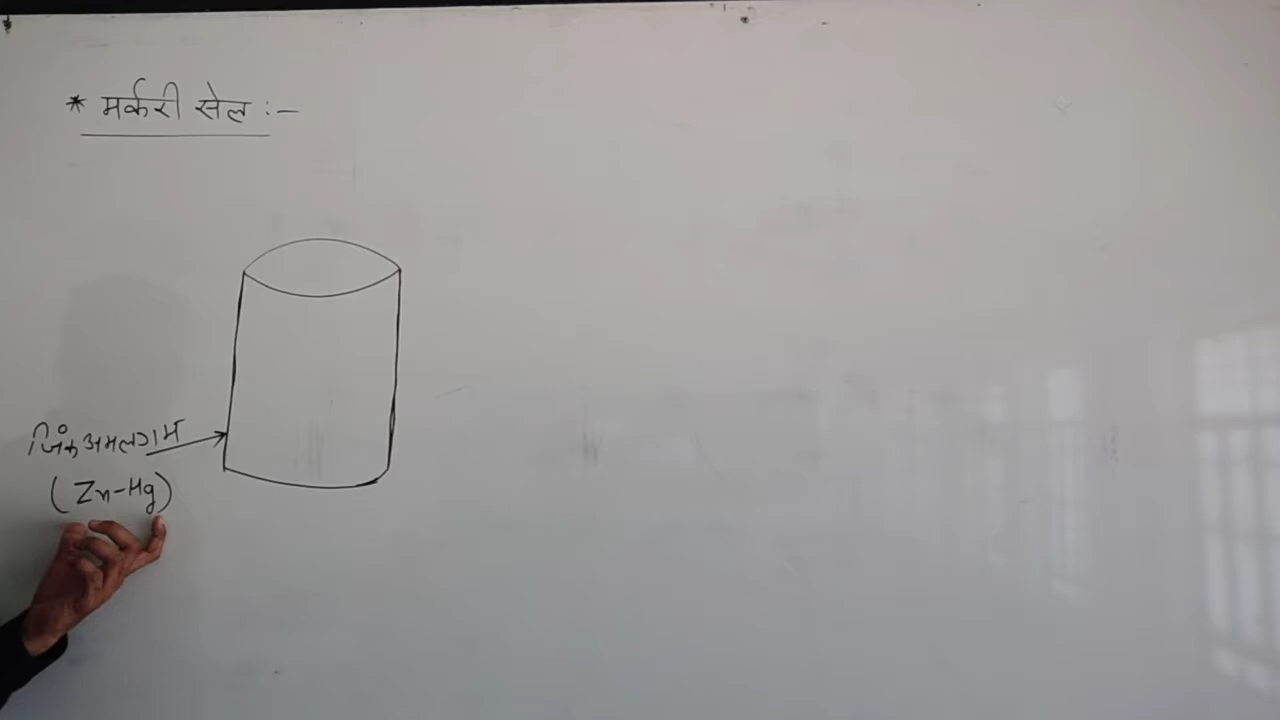 * मर्करी सेल :-
जिंक अमलगाम
(Zn-Hg)